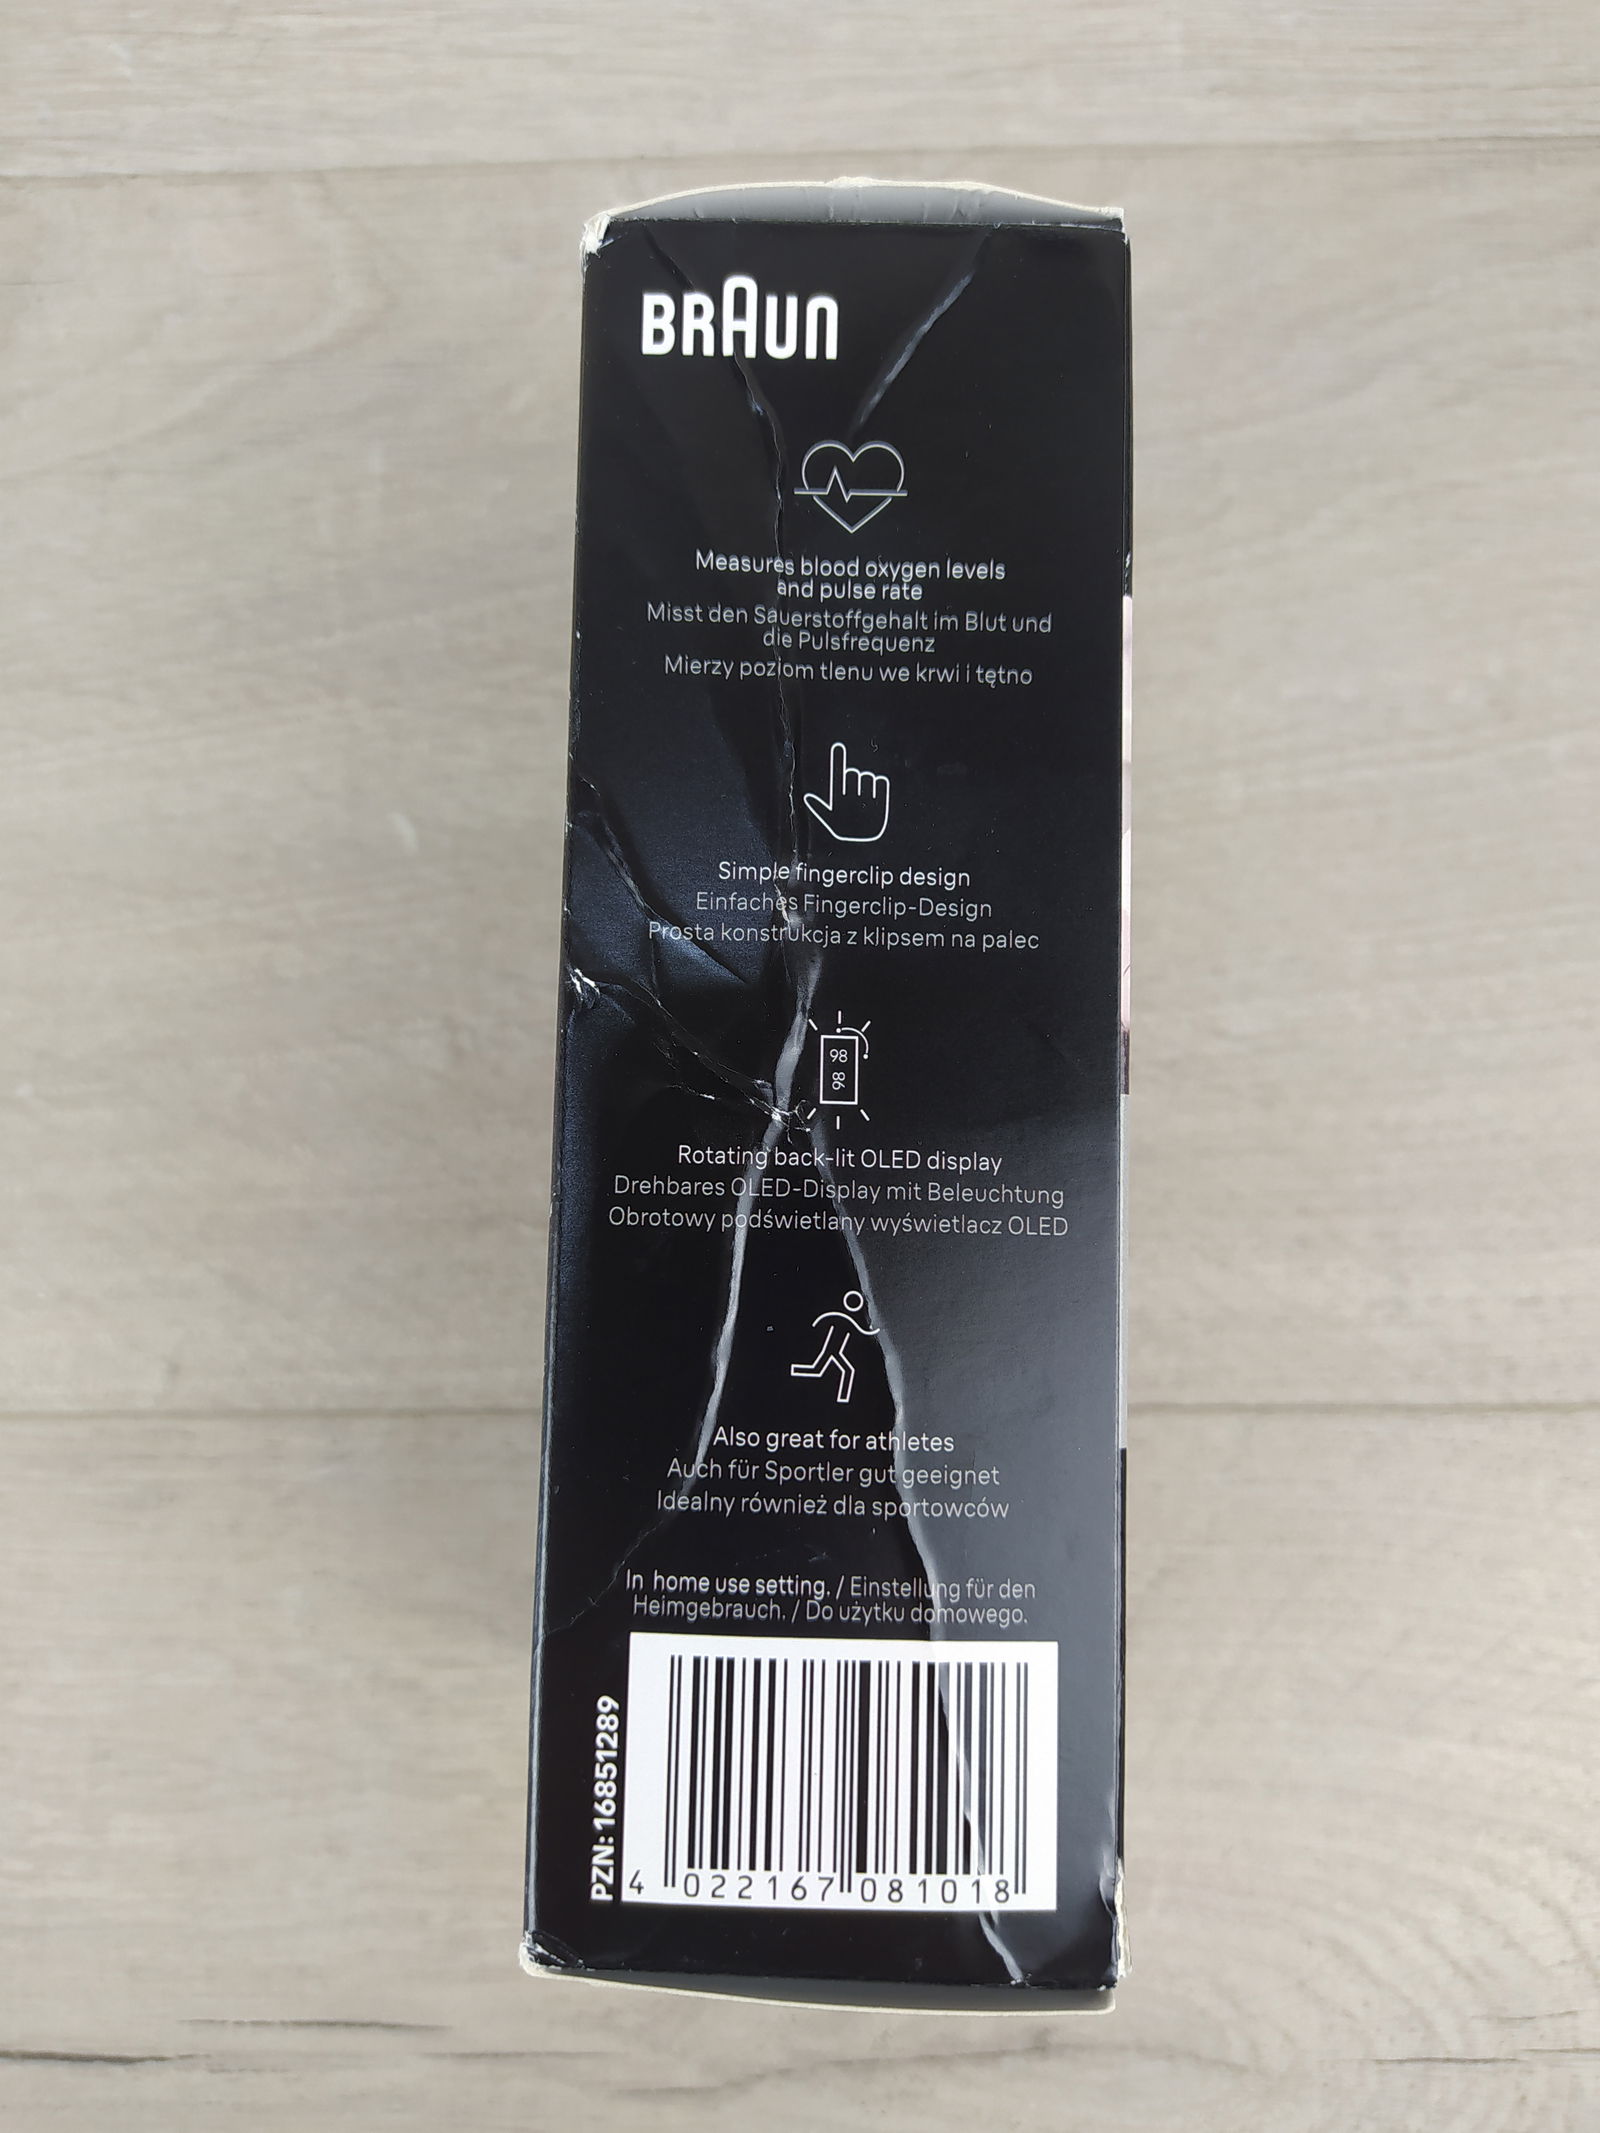 BRAUN
Measures blood oxygen levels
and pulse rate
Misst den Sauerstoffgehalt im Blut und
die Pulsfrequenz
Mierzy poziom tlenu we krwi i tętno
Simple fingerclip design
Einfaches Fingerclip-Design
Prosta konstrukcja z klipsem na palec
98
98
Rotating back-lit OLED display
Drehbares OLED-Display mit Beleuchtung
Obrotowy podświetlany wyświetlacz OLED
Also great for athletes
Auch für Sportler gut geeignet
Idealny również dla sportowców
In home use setting. / Einstellung für den
Heimgebrauch. / Do użytku domowego.
PZN: 16851289
4 022167 081018